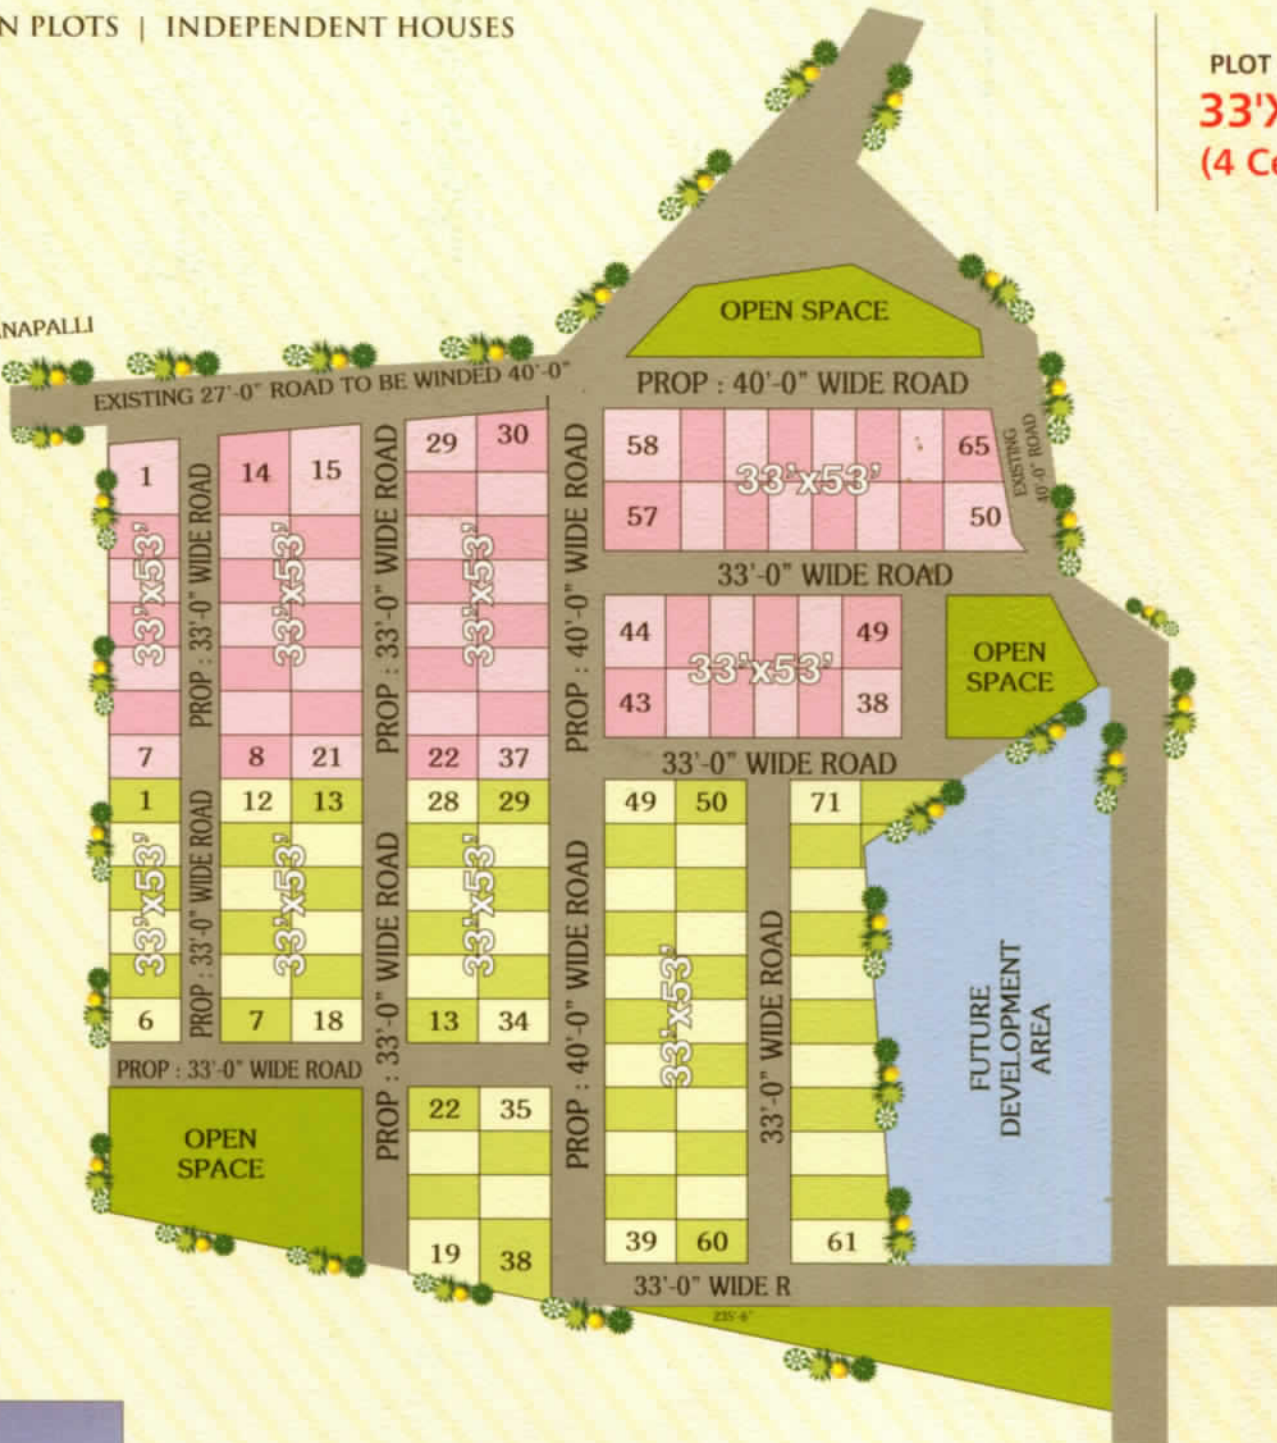 N PLOTS | INDEPENDENT HOUSES
PLOT
33'X
(4 Ce
NAPALLI
EXISTING 27'-0" ROAD TO BE WINDED 40'-0"
OPEN SPACE
PROP : 40'-0" WIDE ROAD
58 65
33'x53'
57 50
EXISTING
40'-0" ROAD
33'-0" WIDE ROAD
44 49
33'x53'
43 38
OPEN
SPACE
33'-0" WIDE ROAD
1
33'x53'
7
PROP : 33'-0" WIDE ROAD
14 15
33'x53'
8 21
PROP : 33'-0" WIDE ROAD
29 30
33'x53'
22 37
PROP : 40'-0" WIDE ROAD
1
33'x53'
6
PROP : 33'-0" WIDE ROAD
12 13
33'x53'
7 18
PROP : 33'-0" WIDE ROAD
28 29
33'x53'
13 34
PROP : 40'-0" WIDE ROAD
49 50
33'x53'
39 60
33'-0" WIDE ROAD
71
61
FUTURE
DEVELOPMENT
AREA
PROP : 33'-0" WIDE ROAD
OPEN
SPACE
22 35
19 38
33'-0" WIDE R
235'-6"